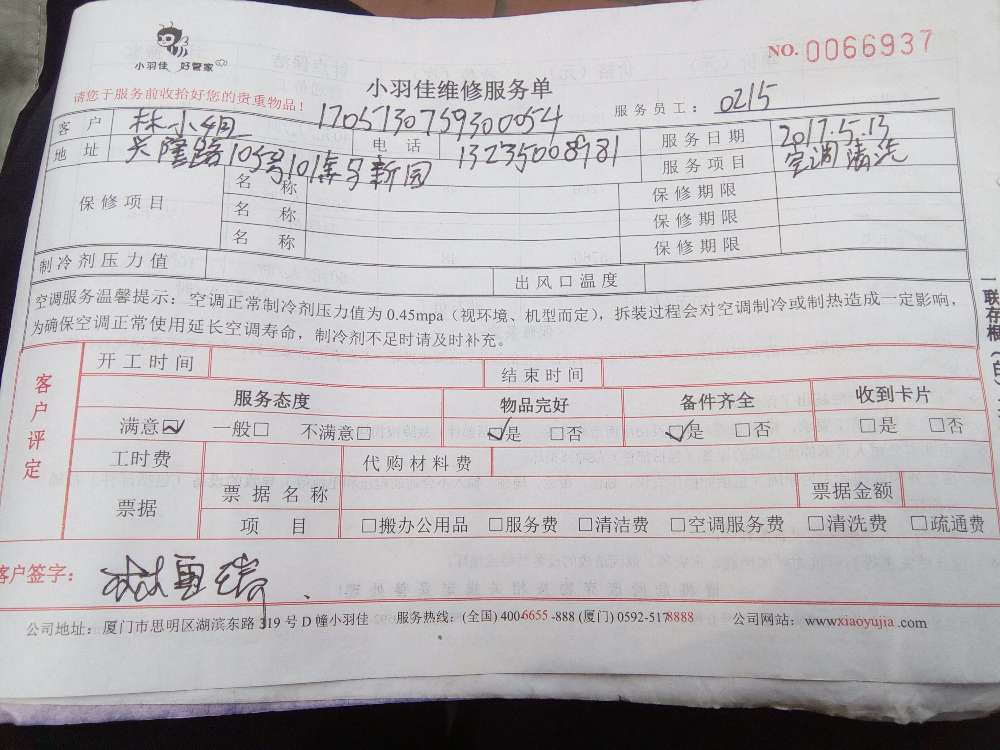 小羽佳 好管家
NO. 0066937
小羽佳维修服务单
请您于服务前收拾好您的贵重物品！
服务员工： 0215
1205130759300054
客 户 林小姐 电 话 13235008981 服务日期 2017.5.13
地 址 兴隆路105号101 新园 服务项目 空调清洗
保修项目
名 称 保修期限
名 称 保修期限
名 称 保修期限
制冷剂压力值 出风口温度
空调服务温馨提示：空调正常制冷剂压力值为 0.45mpa（视环境、机型而定），拆装过程会对空调制冷或制热造成一定影响，
为确保空调正常使用延长空调寿命，制冷剂不足时请及时补充。
客户评定
开工时间 结束时间
服务态度 物品完好 备件齐全 收到卡片
满意☑ 一般□ 不满意□ ☑是 □否 ☑是 □否 □是 □否
工时费 代购材料费
票据 票据名称 票据金额
项 目 □搬办公用品 □服务费 □清洁费 □空调服务费 □清洗费 □疏通费
客户签字：
公司地址：厦门市思明区湖滨东路 319 号 D 幢小羽佳 服务热线：(全国) 400-6655-888 (厦门) 0592-5178888 公司网站：www.xiaoyujia.com
一联存根（白）